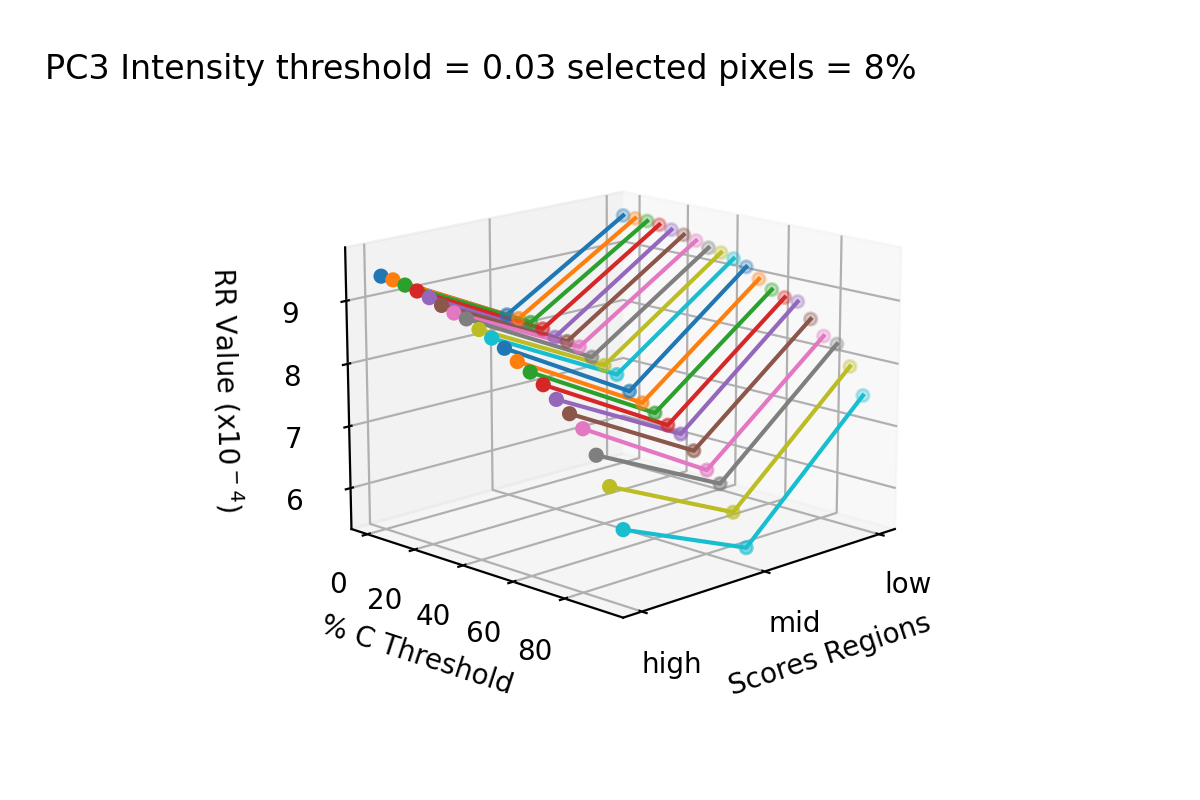 PC3 Intensity threshold = 0.03 selected pixels = 8%
RR Value (x10⁻⁴)
9
8
7
6
0
20
40
60
80
% C Threshold
high
mid
low
Scores Regions